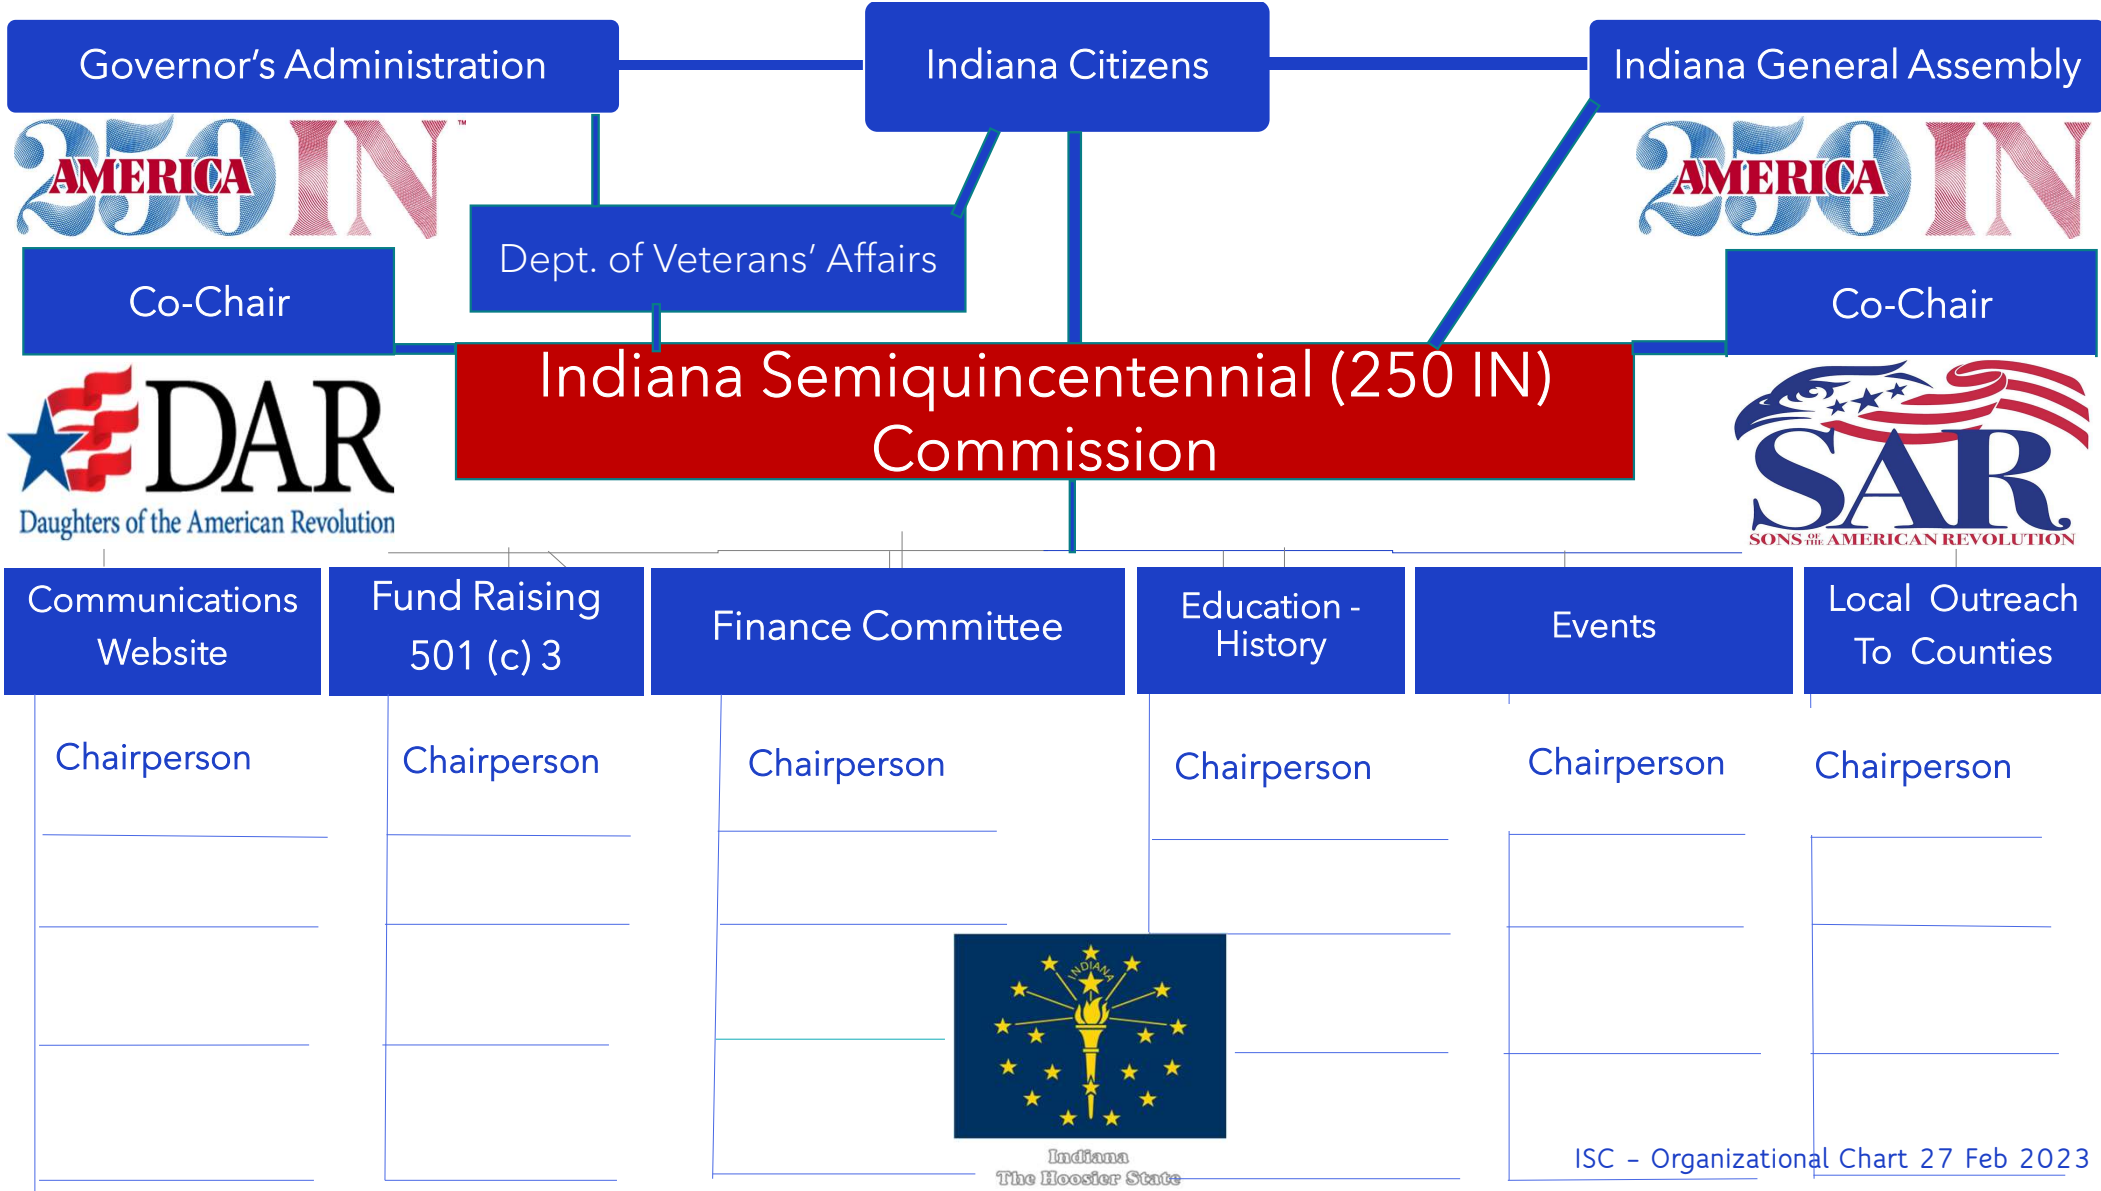 Governor's Administration
Indiana Citizens
Indiana General Assembly
250 IN ™
AMERICA
250 IN
AMERICA
Dept. of Veterans' Affairs
Co-Chair
Co-Chair
Indiana Semiquincentennial (250 IN)
Commission
DAR
Daughters of the American Revolution
SAR
SONS OF THE AMERICAN REVOLUTION
Communications
Website
Fund Raising
501 (c) 3
Finance Committee
Education -
History
Events
Local Outreach
To Counties
Chairperson
Chairperson
Chairperson
Chairperson
Chairperson
Chairperson
INDIANA
Indiana
The Hoosier State
ISC – Organizational Chart 27 Feb 2023